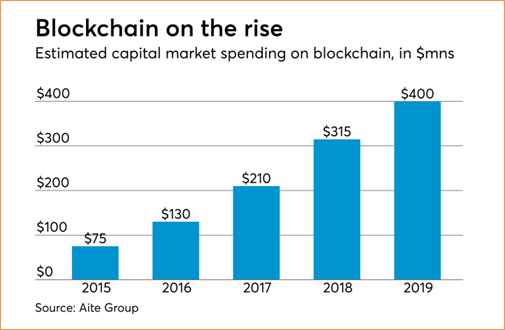 Blockchain on the rise
Estimated capital market spending on blockchain, in $mns
$400
$400
$315
$300
$210
$200
$130
$100
$75
$0
2015 2016 2017 2018 2019
Source: Aite Group